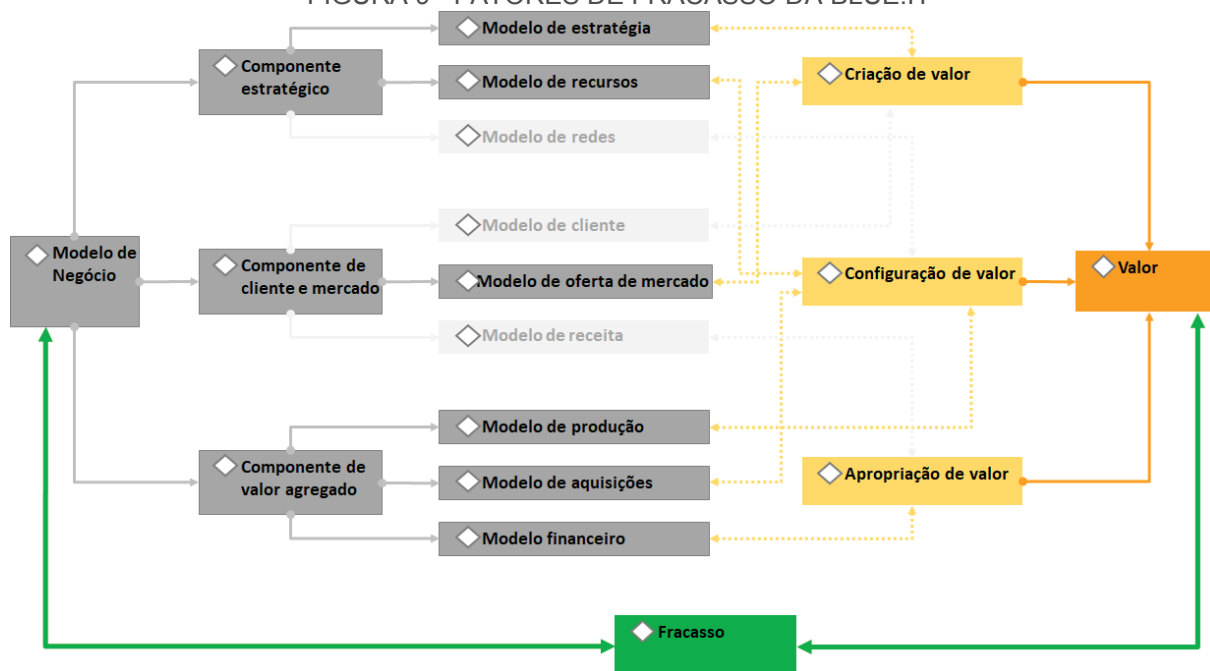 Modelo de estratégia
Componente
estratégico
Criação de valor
Modelo de recursos
Modelo de redes
Modelo de cliente
Modelo de
Negócio
Componente de
cliente e mercado
Modelo de oferta de mercado
Configuração de valor
Valor
Modelo de receita
Modelo de produção
Componente de
valor agregado
Modelo de aquisições
Apropriação de valor
Modelo financeiro
Fracasso